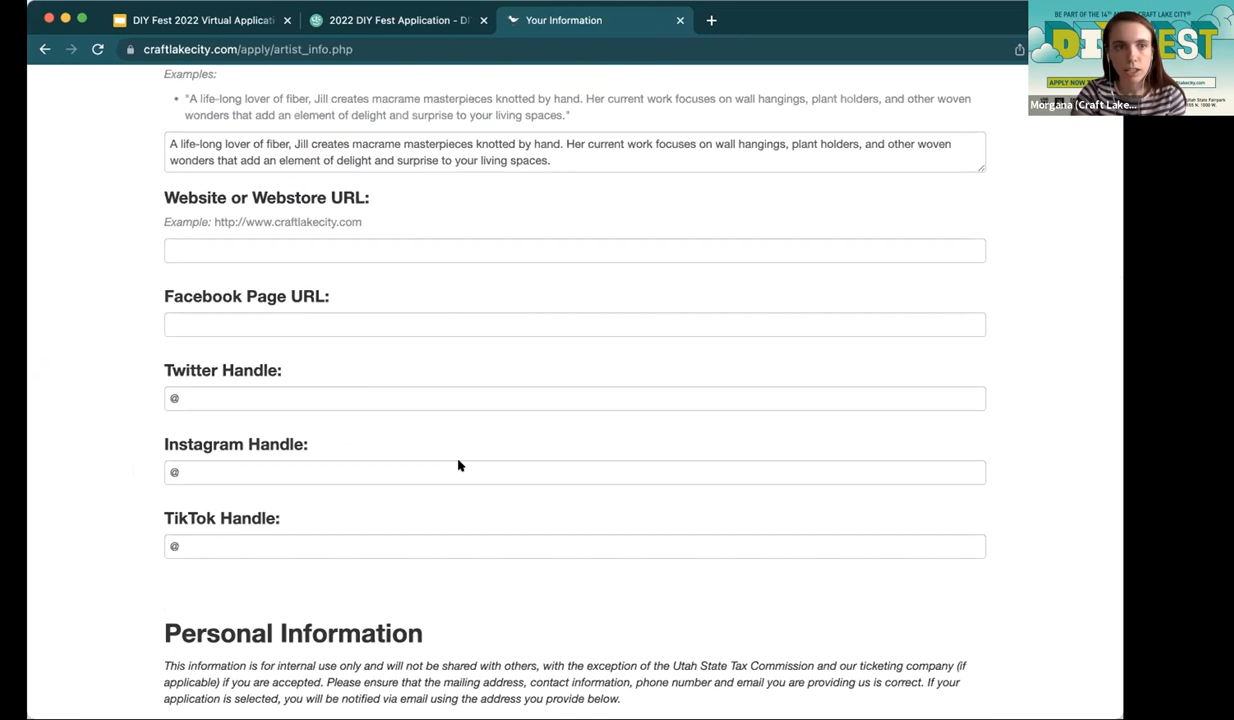 DIY Fest 2022 Virtual Applicati
2022 DIY Fest Application - DI
Your Information
craftlakecity.com/apply/artist_info.php
BE PART OF THE 14TH
CRAFT LAKE CITY®
APPLY NOW
Utah State Fairpark
Morgana (Craft Lake...
Examples:
• "A life-long lover of fiber, Jill creates macrame masterpieces knotted by hand. Her current work focuses on wall hangings, plant holders, and other woven
wonders that add an element of delight and surprise to your living spaces."
A life-long lover of fiber, Jill creates macrame masterpieces knotted by hand. Her current work focuses on wall hangings, plant holders, and other woven
wonders that add an element of delight and surprise to your living spaces.
Website or Webstore URL:
Example: http://www.craftlakecity.com
Facebook Page URL:
Twitter Handle:
@
Instagram Handle:
@
TikTok Handle:
@
Personal Information
This information is for internal use only and will not be shared with others, with the exception of the Utah State Tax Commission and our ticketing company (if
applicable) if you are accepted. Please ensure that the mailing address, contact information, phone number and email you are providing us is correct. If your
application is selected, you will be notified via email using the address you provide below.